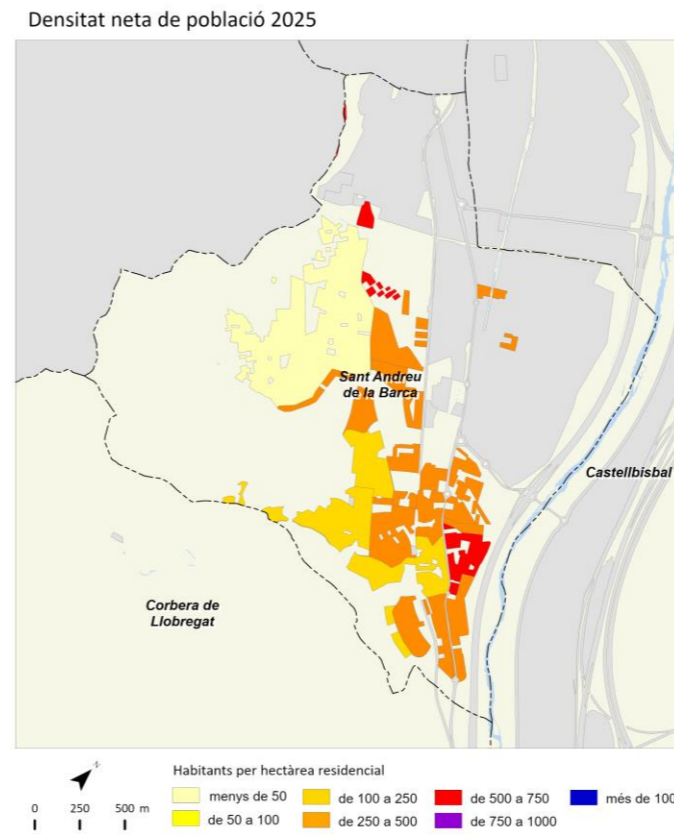 Densitat neta de població 2025
Sant Andreu
de la Barca
Castellbisbal
Corbera de
Llobregat
Habitants per hectàrea residencial
menys de 50
de 100 a 250
de 500 a 750
més de 100
de 50 a 100
de 250 a 500
de 750 a 1000
0 250 500 m